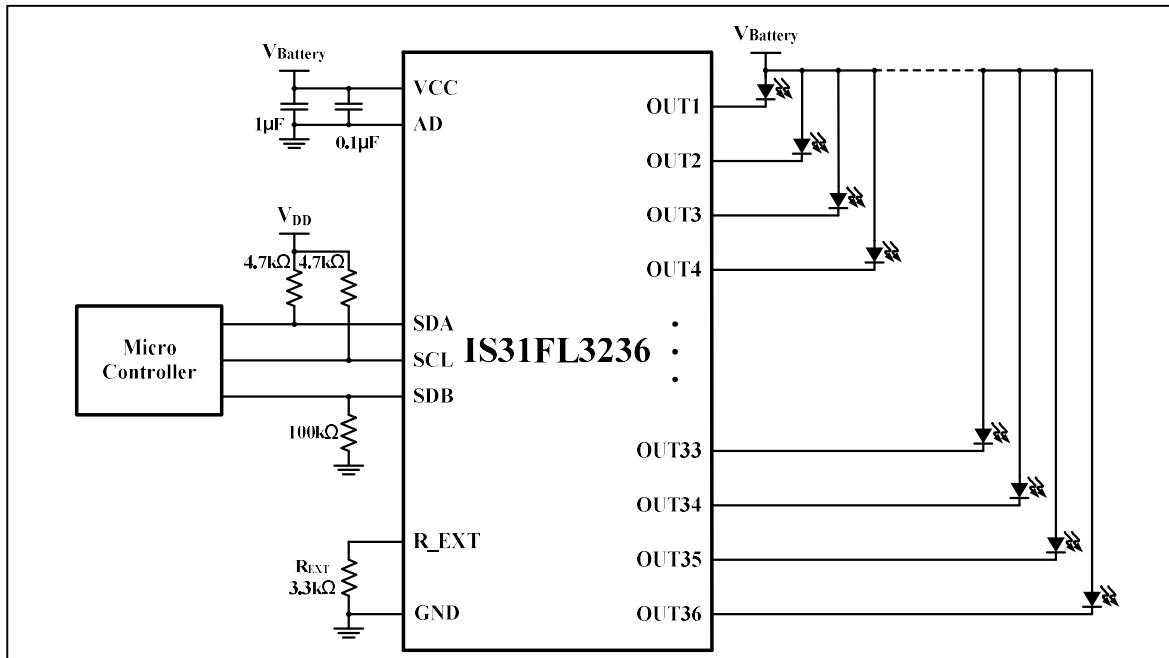 VBattery
VCC
1µF
0.1µF
AD
VDD
4.7kΩ 4.7kΩ
Micro
Controller
SDA
SCL
SDB
100kΩ
R_EXT
REXT
3.3kΩ
GND
IS31FL3236
VBattery
OUT1
OUT2
OUT3
OUT4
OUT33
OUT34
OUT35
OUT36